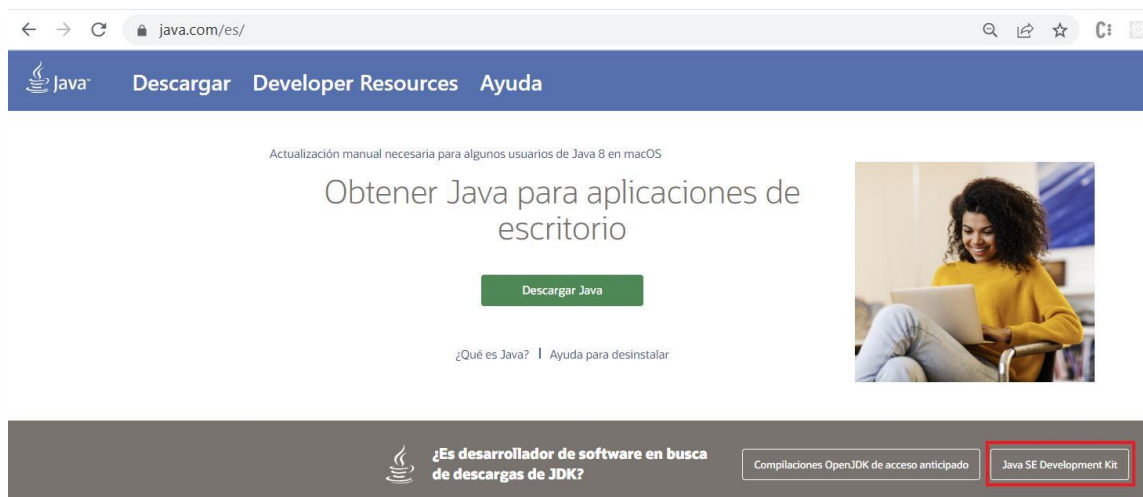 java.com/es/
Java
Descargar Developer Resources Ayuda
Actualización manual necesaria para algunos usuarios de Java 8 en macOS
Obtener Java para aplicaciones de
escritorio
Descargar Java
¿Qué es Java? | Ayuda para desinstalar
¿Es desarrollador de software en busca
de descargas de JDK?
Compilaciones OpenJDK de acceso anticipado
Java SE Development Kit